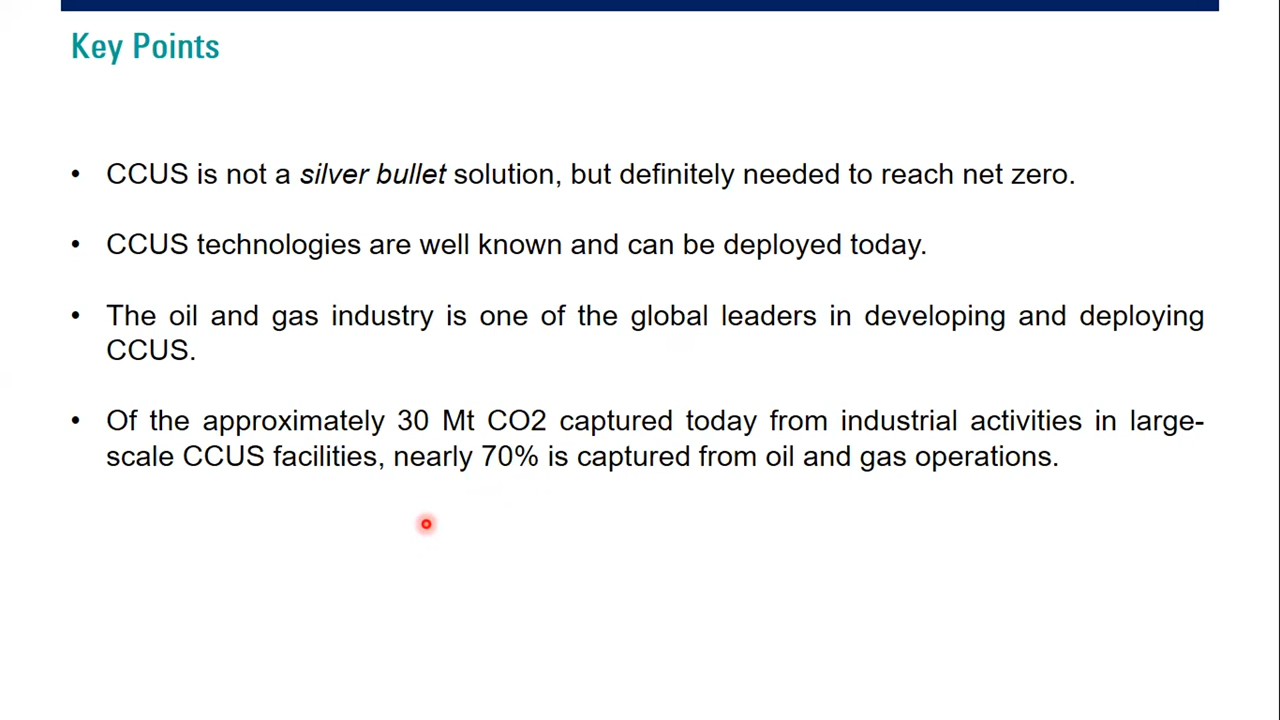 Key Points
• CCUS is not a silver bullet solution, but definitely needed to reach net zero.
• CCUS technologies are well known and can be deployed today.
• The oil and gas industry is one of the global leaders in developing and deploying
CCUS.
• Of the approximately 30 Mt CO2 captured today from industrial activities in large-
scale CCUS facilities, nearly 70% is captured from oil and gas operations.